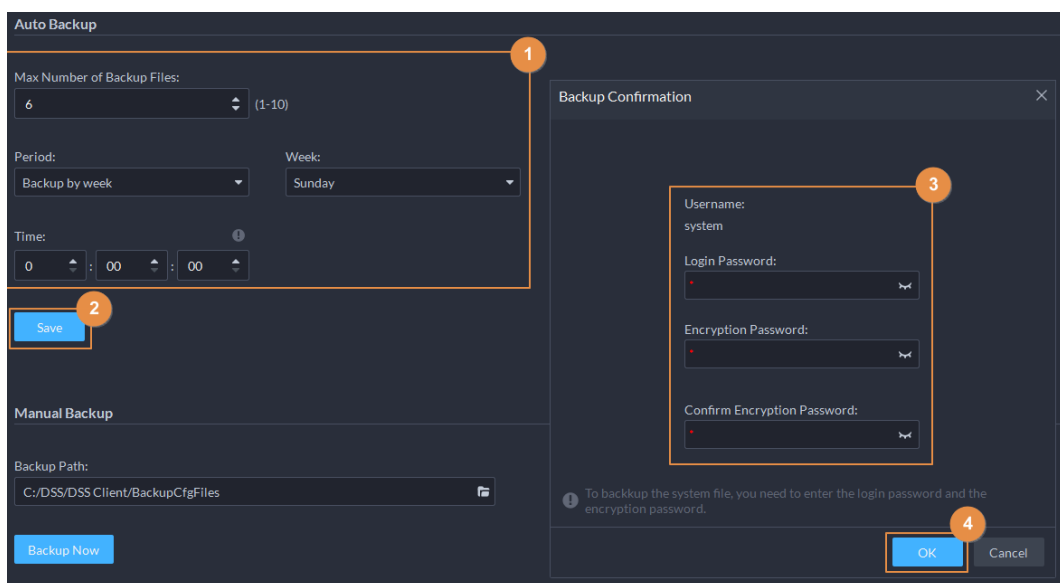 Auto Backup
1
Max Number of Backup Files:
6 (1-10)
Period: Week:
Backup by week Sunday
Time:
0 : 00 : 00
2
Save
Manual Backup
Backup Path:
C:/DSS/DSS Client/BackupCfgFiles
Backup Now
Backup Confirmation
3
Username:
system
Login Password:
*
Encryption Password:
*
Confirm Encryption Password:
*
To backkup the system file, you need to enter the login password and the
encryption password.
4
OK Cancel